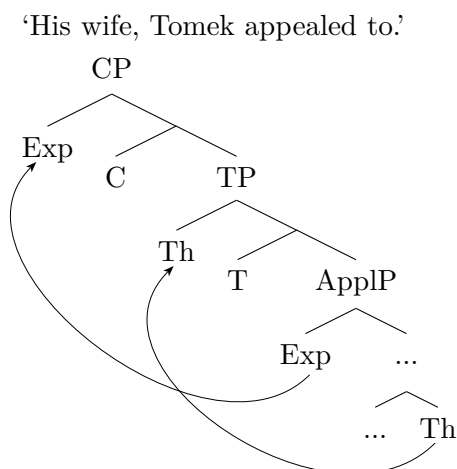 ‘His wife, Tomek appealed to.’
CP
Exp
C TP
Th
T ApplP
Exp ...
... Th